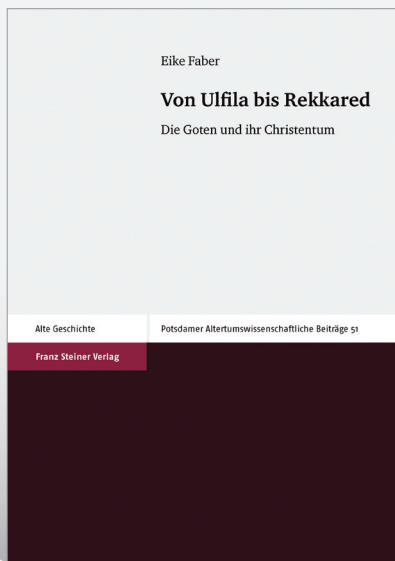 Eike Faber
Von Ulfila bis Rekkared
Die Goten und ihr Christentum
Alte Geschichte
Potsdamer Altertumswissenschaftliche Beiträge 51
Franz Steiner Verlag